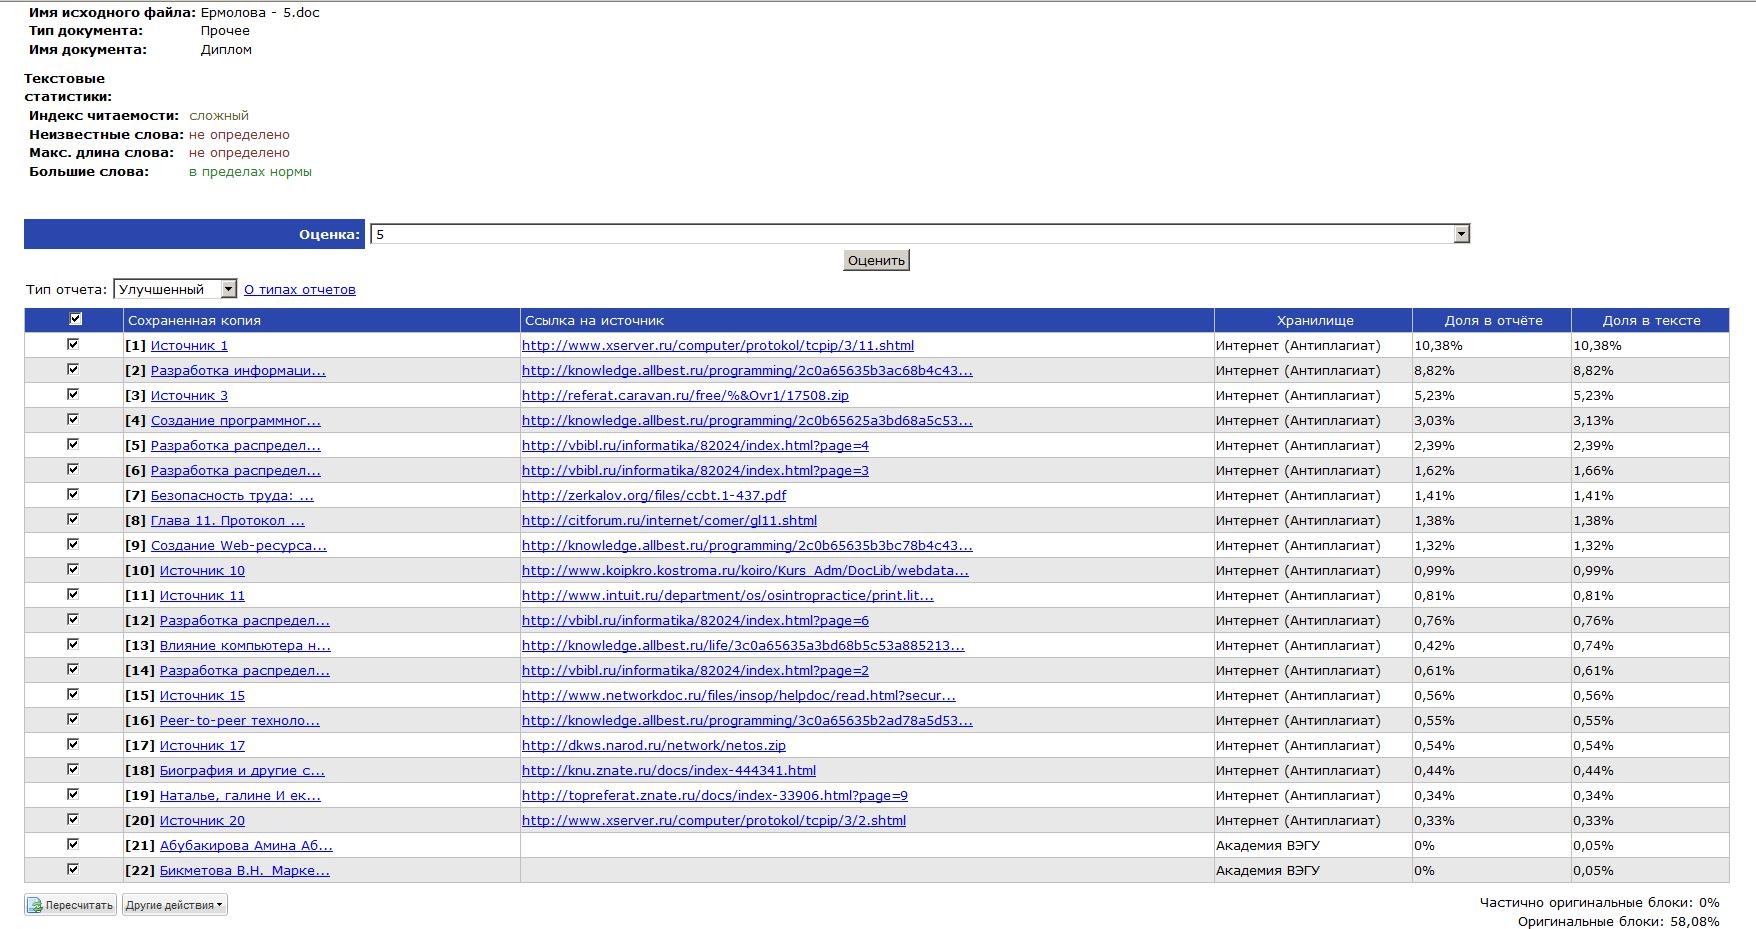 Имя исходного файла: Ермолова - 5.doc
Тип документа: Прочее
Имя документа: Диплом
Текстовые
статистики:
Индекс читаемости: сложный
Неизвестные слова: не определено
Макс. длина слова: не определено
Большие слова: в пределах нормы
Оценка: 5
Оценить
Тип отчета: Улучшенный О типах отчетов
Сохраненная копия Ссылка на источник Хранилище Доля в отчёте Доля в тексте
[1] Источник 1 http://www.xserver.ru/computer/protokol/tcpip/3/11.shtml Интернет (Антиплагиат) 10,38% 10,38%
[2] Разработка информаци... http://knowledge.allbest.ru/programming/2c0a65635b3ac68b4c43... Интернет (Антиплагиат) 8,82% 8,82%
[3] Источник 3 http://referat.caravan.ru/free/%&Ovr1/17508.zip Интернет (Антиплагиат) 5,23% 5,23%
[4] Создание программног... http://knowledge.allbest.ru/programming/2c0b65625a3bd68a5c53... Интернет (Антиплагиат) 3,03% 3,13%
[5] Разработка распредел... http://vbibl.ru/informatika/82024/index.html?page=4 Интернет (Антиплагиат) 2,39% 2,39%
[6] Разработка распредел... http://vbibl.ru/informatika/82024/index.html?page=3 Интернет (Антиплагиат) 1,62% 1,66%
[7] Безопасность труда: ... http://zerkalov.org/files/ccbt.1-437.pdf Интернет (Антиплагиат) 1,41% 1,41%
[8] Глава 11. Протокол ... http://citforum.ru/internet/comer/gl11.shtml Интернет (Антиплагиат) 1,38% 1,38%
[9] Создание Web-ресурса... http://knowledge.allbest.ru/programming/2c0b65635b3bc78b4c43... Интернет (Антиплагиат) 1,32% 1,32%
[10] Источник 10 http://www.koipkro.kostroma.ru/koiro/Kurs_Adm/DocLib/webdata... Интернет (Антиплагиат) 0,99% 0,99%
[11] Источник 11 http://www.intuit.ru/department/os/osintropractice/print.lit... Интернет (Антиплагиат) 0,81% 0,81%
[12] Разработка распредел... http://vbibl.ru/informatika/82024/index.html?page=6 Интернет (Антиплагиат) 0,76% 0,76%
[13] Влияние компьютера н... http://knowledge.allbest.ru/life/3c0a65635a3bd68b5c53a885213... Интернет (Антиплагиат) 0,42% 0,74%
[14] Разработка распредел... http://vbibl.ru/informatika/82024/index.html?page=2 Интернет (Антиплагиат) 0,61% 0,61%
[15] Источник 15 http://www.networkdoc.ru/files/insop/helpdoc/read.html?secur... Интернет (Антиплагиат) 0,56% 0,56%
[16] Peer-to-peer техноло... http://knowledge.allbest.ru/programming/3c0a65635b2ad78a5d53... Интернет (Антиплагиат) 0,55% 0,55%
[17] Источник 17 http://dkws.narod.ru/network/netos.zip Интернет (Антиплагиат) 0,54% 0,54%
[18] Биография и другие с... http://knu.znate.ru/docs/index-444341.html Интернет (Антиплагиат) 0,44% 0,44%
[19] Наталье, галине И ек... http://topreferat.znate.ru/docs/index-33906.html?page=9 Интернет (Антиплагиат) 0,34% 0,34%
[20] Источник 20 http://www.xserver.ru/computer/protokol/tcpip/3/2.shtml Интернет (Антиплагиат) 0,33% 0,33%
[21] Абубакирова Амина Аб... Академия ВЭГУ 0% 0,05%
[22] Бикметова В.Н._Марке... Академия ВЭГУ 0% 0,05%
Пересчитать Другие действия
Частично оригинальные блоки: 0%
Оригинальные блоки: 58,08%